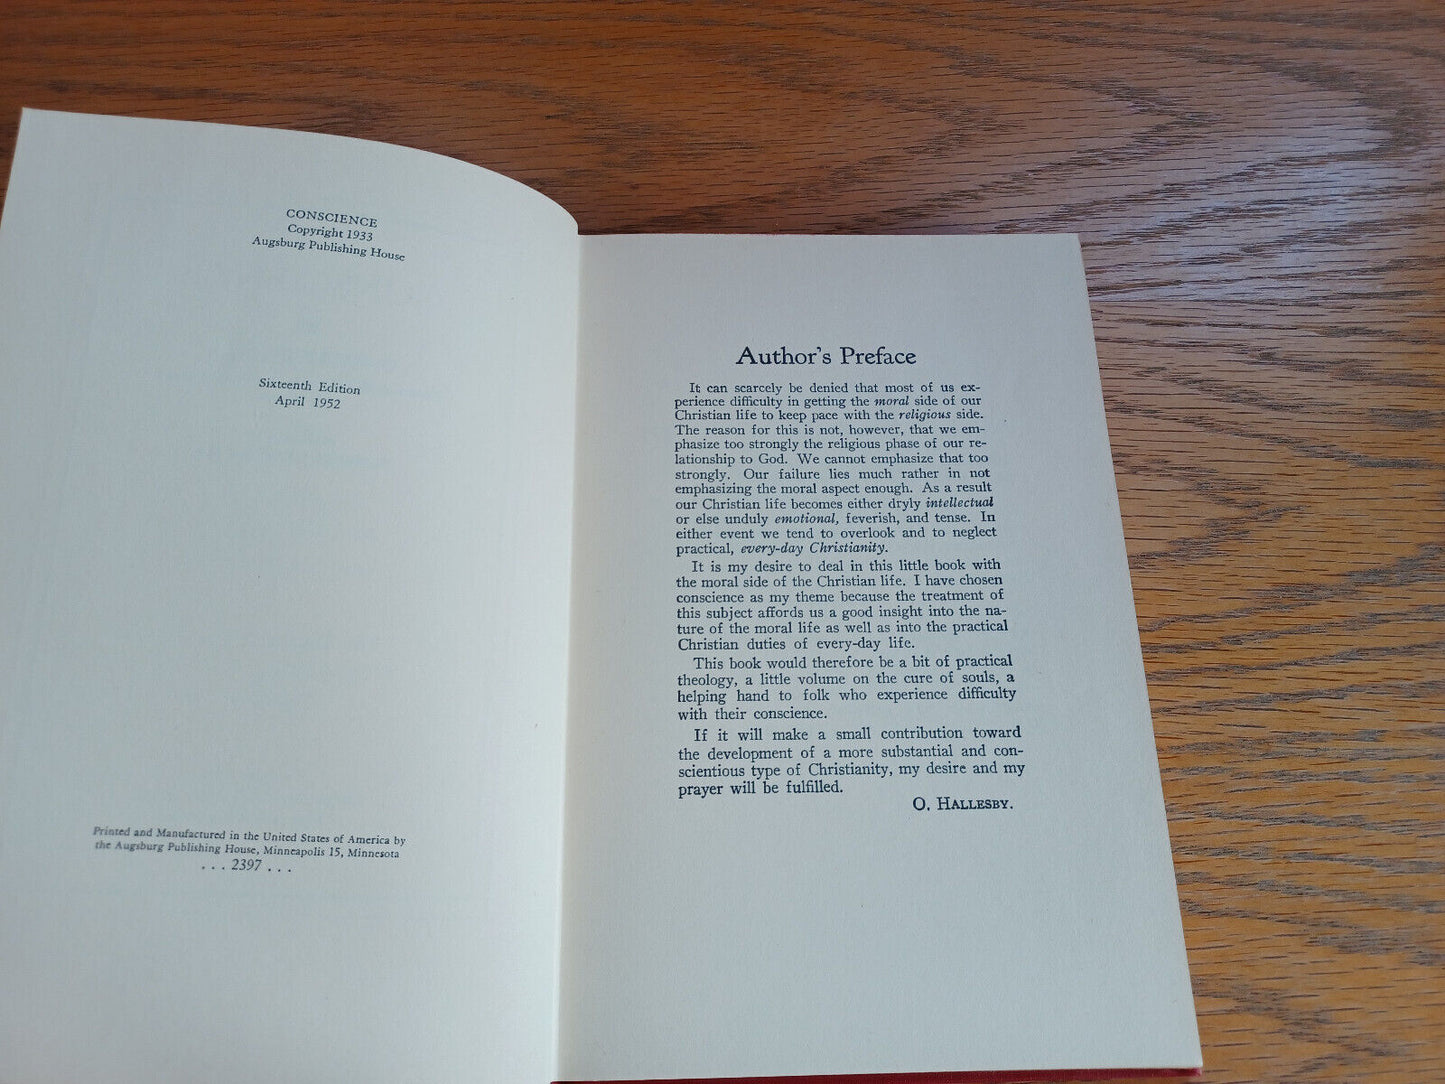 CONSCIENCE
Copyright 1933
Augsburg Publishing House
Sixteenth Edition
April 1952
Printed and Manufactured in the United States of America by
the Augsburg Publishing House, Minneapolis 15, Minnesota
. . . 2397 . . .
Author's Preface
It can scarcely be denied that most of us ex-
perience difficulty in getting the moral side of our
Christian life to keep pace with the religious side.
The reason for this is not, however, that we em-
phasize too strongly the religious phase of our re-
lationship to God. We cannot emphasize that too
strongly. Our failure lies much rather in not
emphasizing the moral aspect enough. As a result
our Christian life becomes either dryly intellectual
or else unduly emotional, feverish, and tense. In
either event we tend to overlook and to neglect
practical, every-day Christianity.
It is my desire to deal in this little book with
the moral side of the Christian life. I have chosen
conscience as my theme because the treatment of
this subject affords us a good insight into the na-
ture of the moral life as well as into the practical
Christian duties of every-day life.
This book would therefore be a bit of practical
theology, a little volume on the cure of souls, a
helping hand to folk who experience difficulty
with their conscience.
If it will make a small contribution toward
the development of a more substantial and con-
scientious type of Christianity, my desire and my
prayer will be fulfilled.
O. HALLESBY.